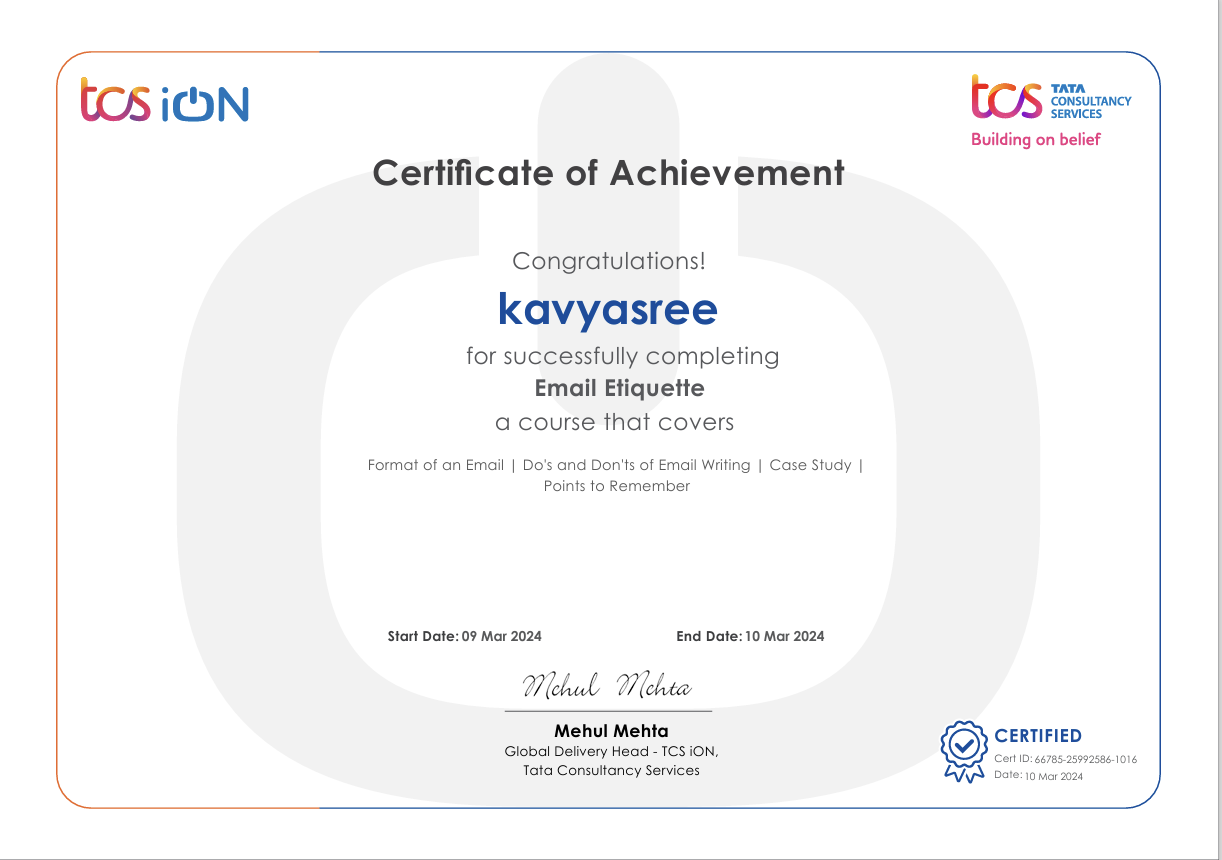 tcs iON
tcs TATA
CONSULTANCY
SERVICES
Building on belief
Certificate of Achievement
Congratulations!
kavyasree
for successfully completing
Email Etiquette
a course that covers
Format of an Email | Do's and Don'ts of Email Writing | Case Study |
Points to Remember
Start Date: 09 Mar 2024 End Date: 10 Mar 2024
Mehul Mehta
Mehul Mehta
Global Delivery Head - TCS iON,
Tata Consultancy Services
CERTIFIED
Cert ID: 66785-25992586-1016
Date: 10 Mar 2024